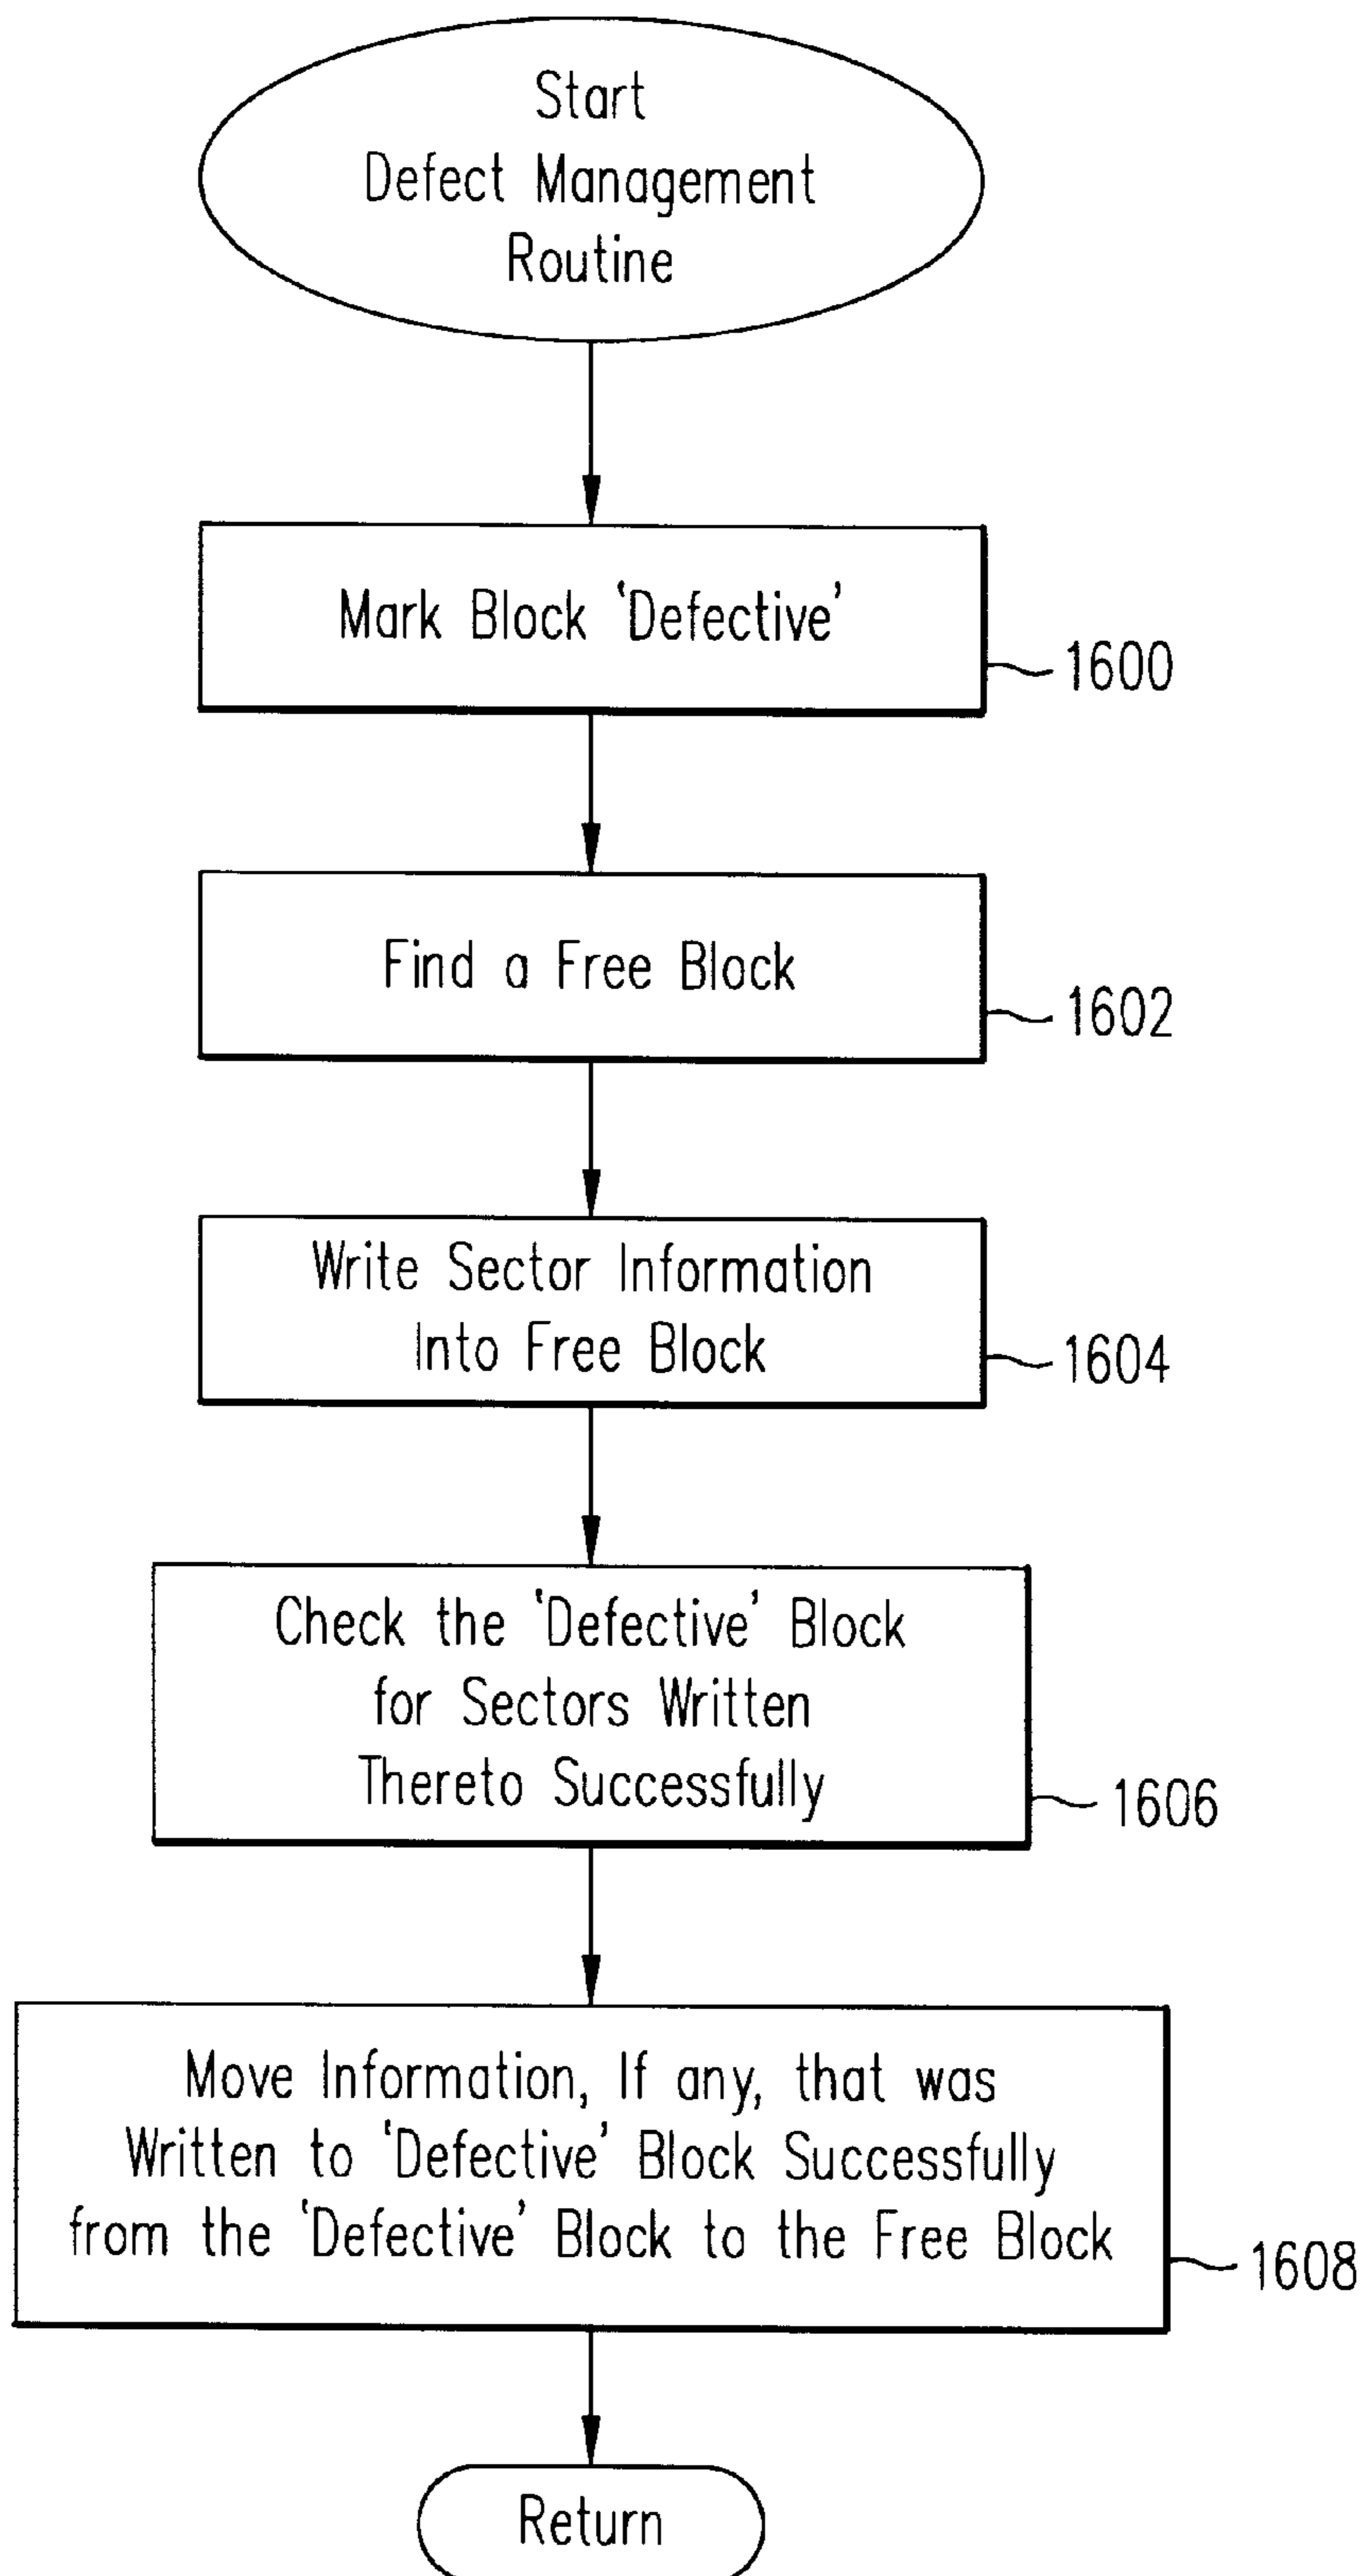 Start
Defect Management
Routine
Mark Block 'Defective'
1600
Find a Free Block
1602
Write Sector Information
Into Free Block
1604
Check the 'Defective' Block
for Sectors Written
Thereto Successfully
1606
Move Information, If any, that was
Written to 'Defective' Block Successfully
from the 'Defective' Block to the Free Block
1608
Return